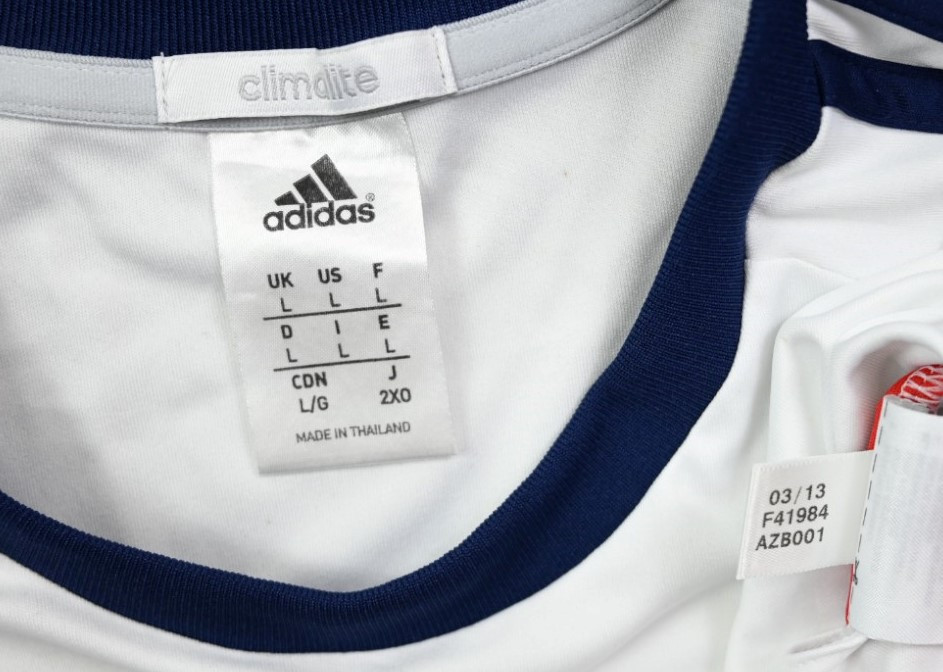 climalite
adidas®
UK US F
L L L
D I E
L L L
CDN J
L/G 2XO
MADE IN THAILAND
03/13
F41984
AZB001